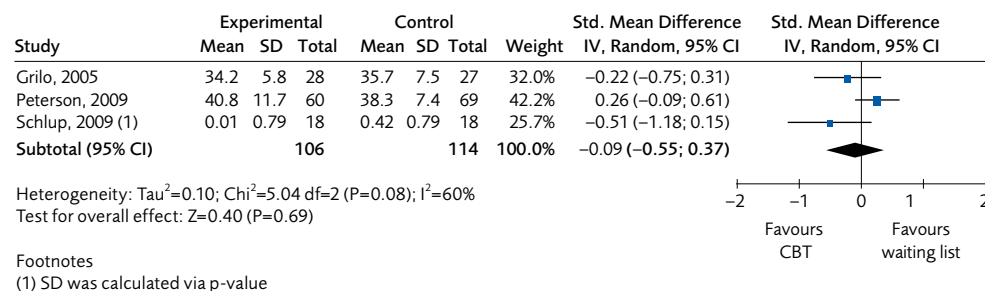 Experimental Control Std. Mean Difference Std. Mean Difference
Study Mean SD Total Mean SD Total Weight IV, Random, 95% CI IV, Random, 95% CI
Grilo, 2005 34.2 5.8 28 35.7 7.5 27 32.0% −0.22 (−0.75; 0.31)
Peterson, 2009 40.8 11.7 60 38.3 7.4 69 42.2% 0.26 (−0.09; 0.61)
Schlup, 2009 (1) 0.01 0.79 18 0.42 0.79 18 25.7% −0.51 (−1.18; 0.15)
Subtotal (95% CI) 106 114 100.0% −0.09 (−0.55; 0.37)
Heterogeneity: Tau²=0.10; Chi²=5.04 df=2 (P=0.08); I²=60%
Test for overall effect: Z=0.40 (P=0.69)
−2 −1 0 1 2
Favours Favours
CBT waiting list
Footnotes
(1) SD was calculated via p-value